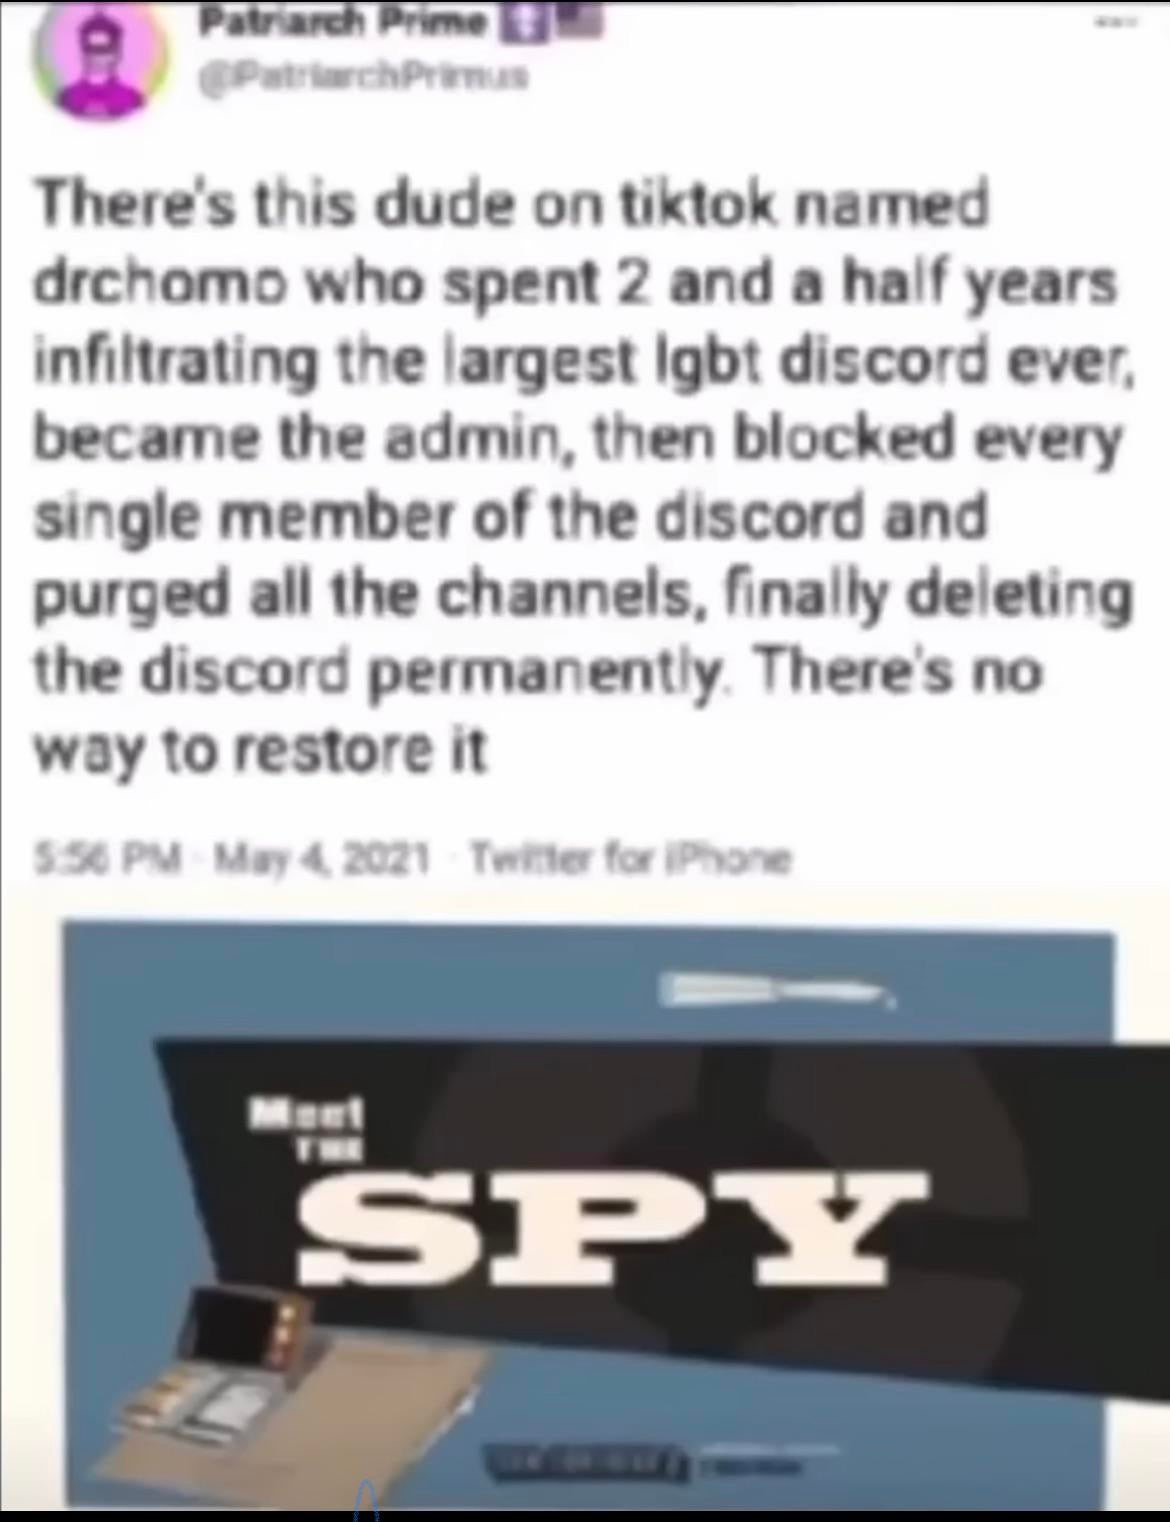 Patriarch Prime
@PatriarchPrimus
There's this dude on tiktok named
drchomo who spent 2 and a half years
infiltrating the largest lgbt discord ever,
became the admin, then blocked every
single member of the discord and
purged all the channels, finally deleting
the discord permanently. There's no
way to restore it
5:56 PM · May 4, 2021 · Twitter for iPhone
Meet
THE
SPY